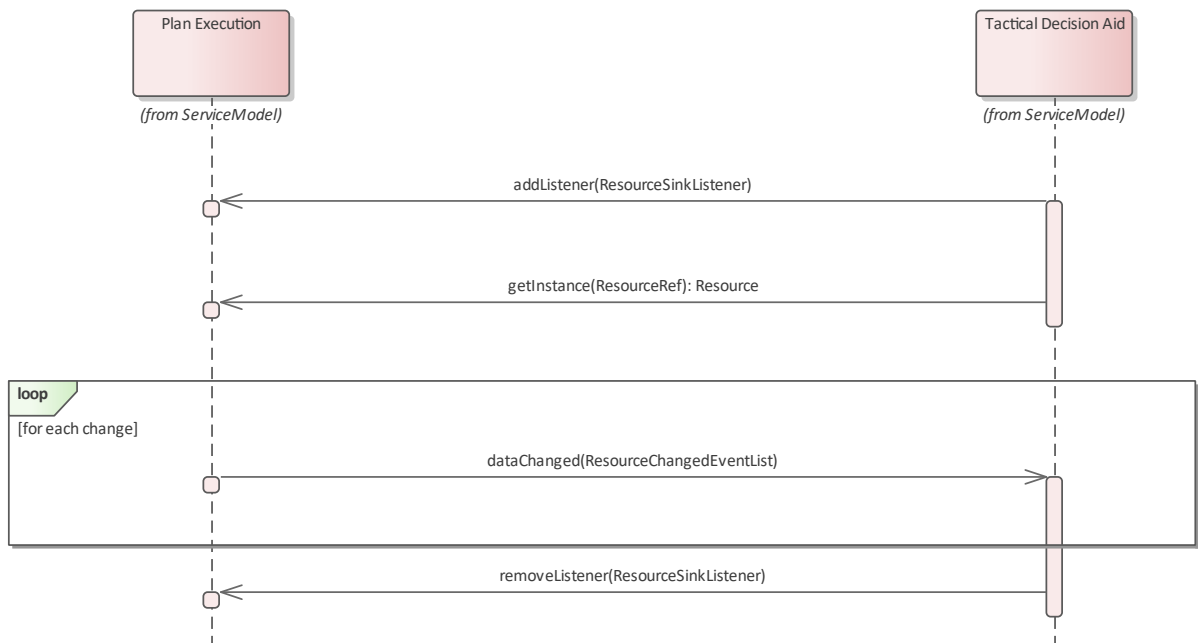 Plan Execution
Tactical Decision Aid
(from ServiceModel)
(from ServiceModel)
addListener(ResourceSinkListener)
getInstance(ResourceRef): Resource
loop
[for each change]
dataChanged(ResourceChangedEventList)
removeListener(ResourceSinkListener)